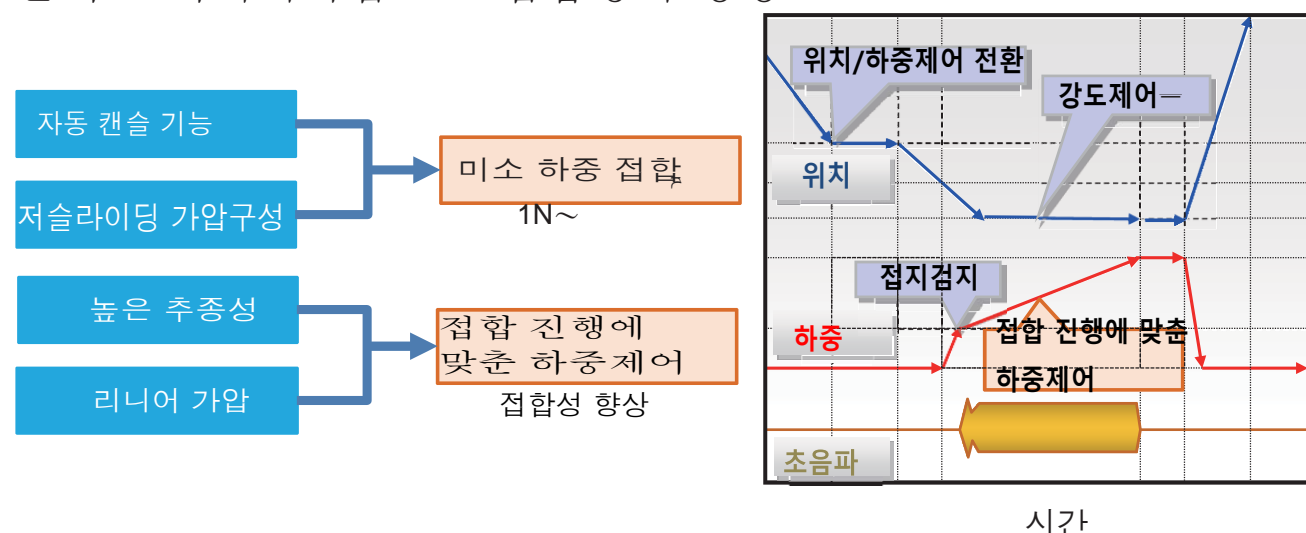 자동 캔슬 기능
저슬라이딩 가압구성
높은 추종성
리니어 가압
미소 하중 접합
1N～
접합 진행에
맞춘 하중제어
접합성 향상
위치/하중제어 전환
강도제어
위치
접지검지
하중
접합 진행에 맞춘
하중제어
초음파
시간